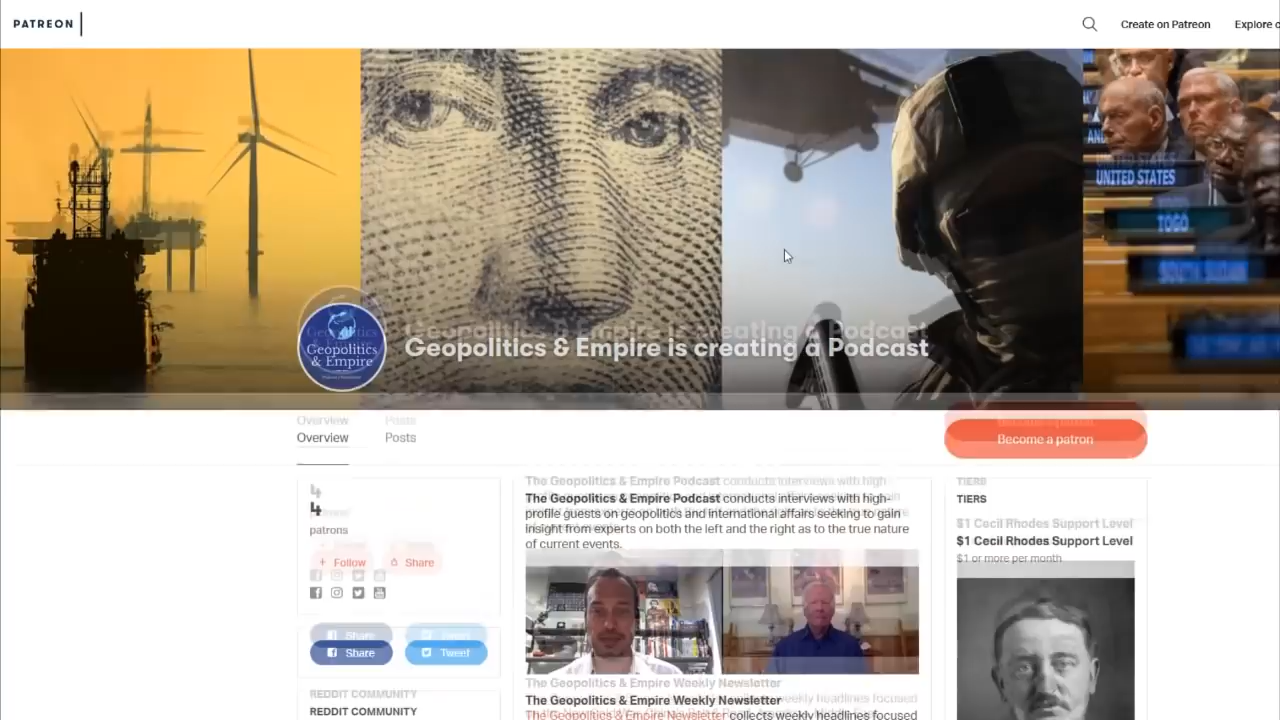 PATREON
Create on Patreon
Explore
UNITED STATES
TOGO
Geopolitics
& Empire
Geopolitics & Empire is creating a Podcast
Overview
Posts
Become a patron
4
patrons
Follow
Share
Share
Tweet
REDDIT COMMUNITY
The Geopolitics & Empire Podcast conducts interviews with high-
profile guests on geopolitics and international affairs seeking to gain
insight from experts on both the left and the right as to the true nature
of current events.
The Geopolitics & Empire Weekly Newsletter
The Geopolitics & Empire Newsletter collects weekly headlines focused
TIERS
$1 Cecil Rhodes Support Level
$1 or more per month